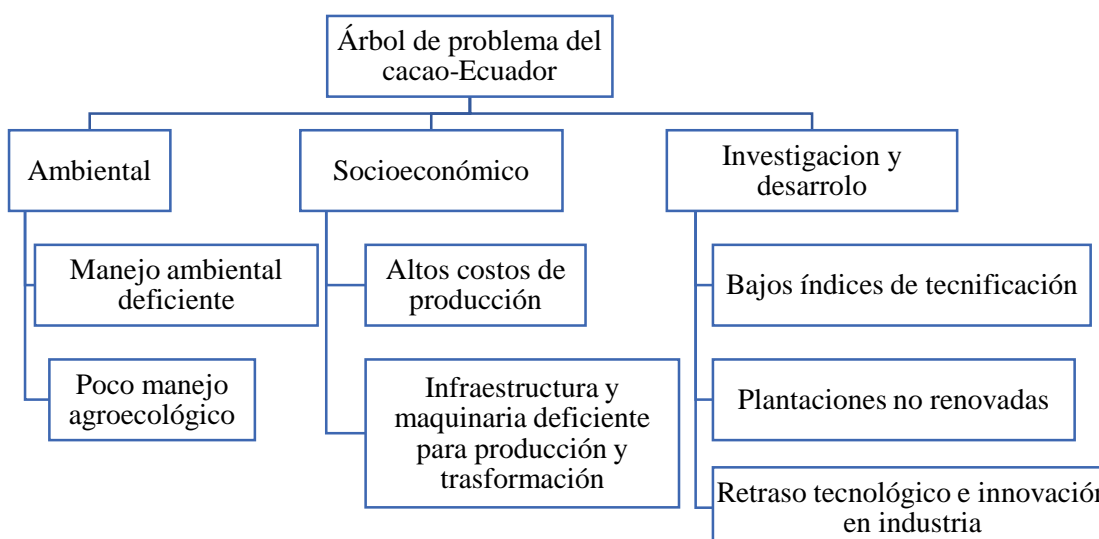 Árbol de problema del
cacao-Ecuador
Ambiental
Manejo ambiental
deficiente
Poco manejo
agroecológico
Socioeconómico
Altos costos de
producción
Infraestructura y
maquinaria deficiente
para producción y
trasformación
Investigacion y
desarrolo
Bajos índices de tecnificación
Plantaciones no renovadas
Retraso tecnológico e innovación
en industria